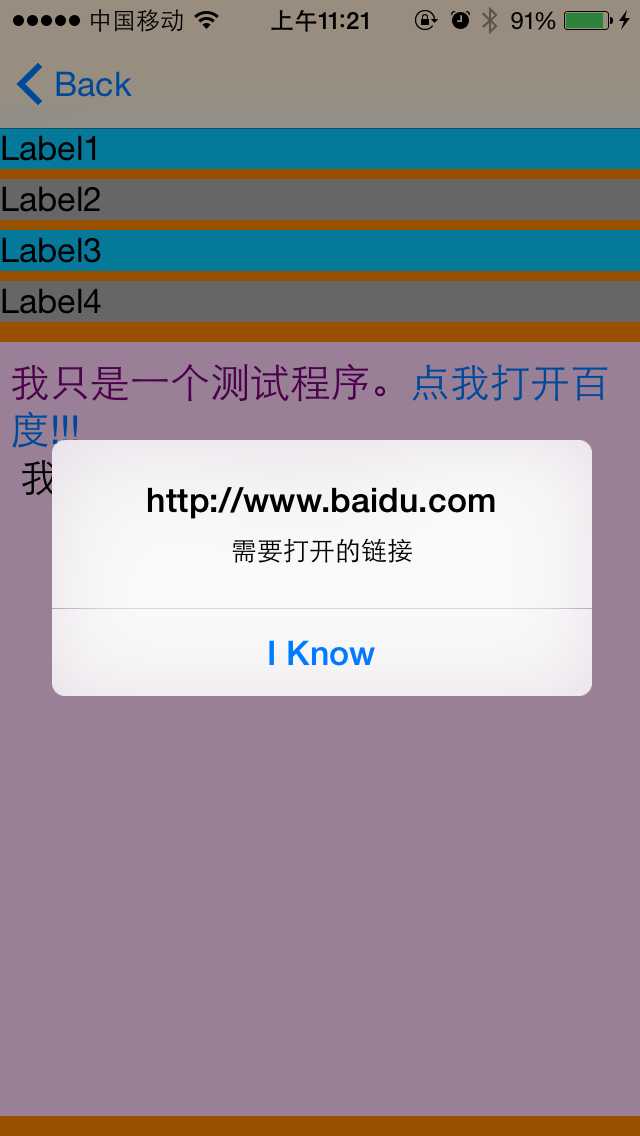 中国移动 上午11:21 91%
Back
Label1
Label2
Label3
Label4
我只是一个测试程序。点我打开百
度!!!
我
http://www.baidu.com
需要打开的链接
I Know